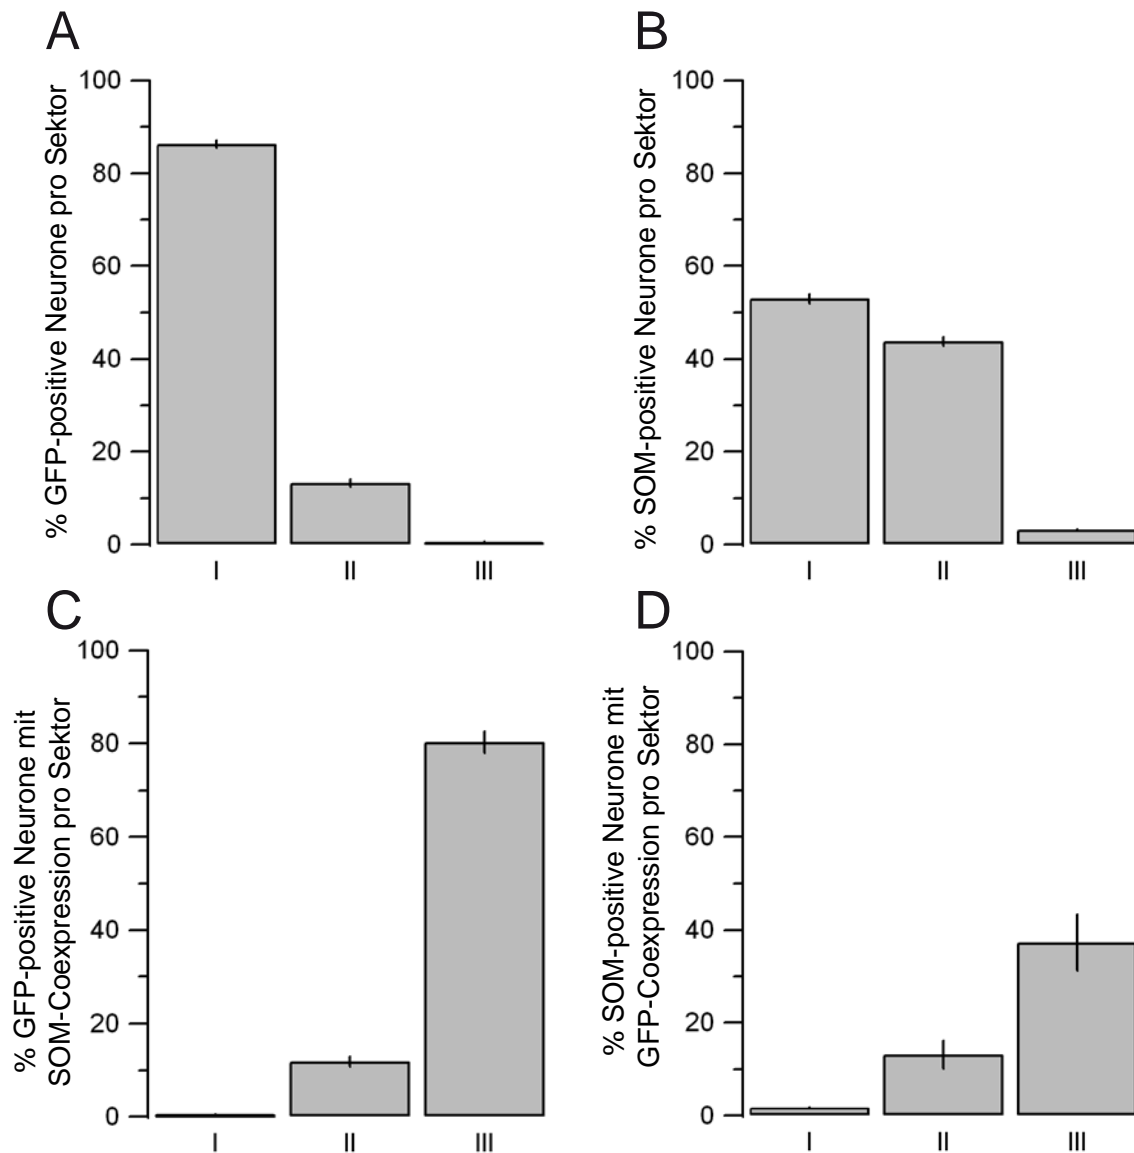 A
% GFP-positive Neurone pro Sektor
100
80
60
40
20
0
I II III
B
% SOM-positive Neurone pro Sektor
100
80
60
40
20
0
I II III
C
% GFP-positive Neurone mit
SOM-Coexpression pro Sektor
100
80
60
40
20
0
I II III
D
% SOM-positive Neurone mit
GFP-Coexpression pro Sektor
100
80
60
40
20
0
I II III